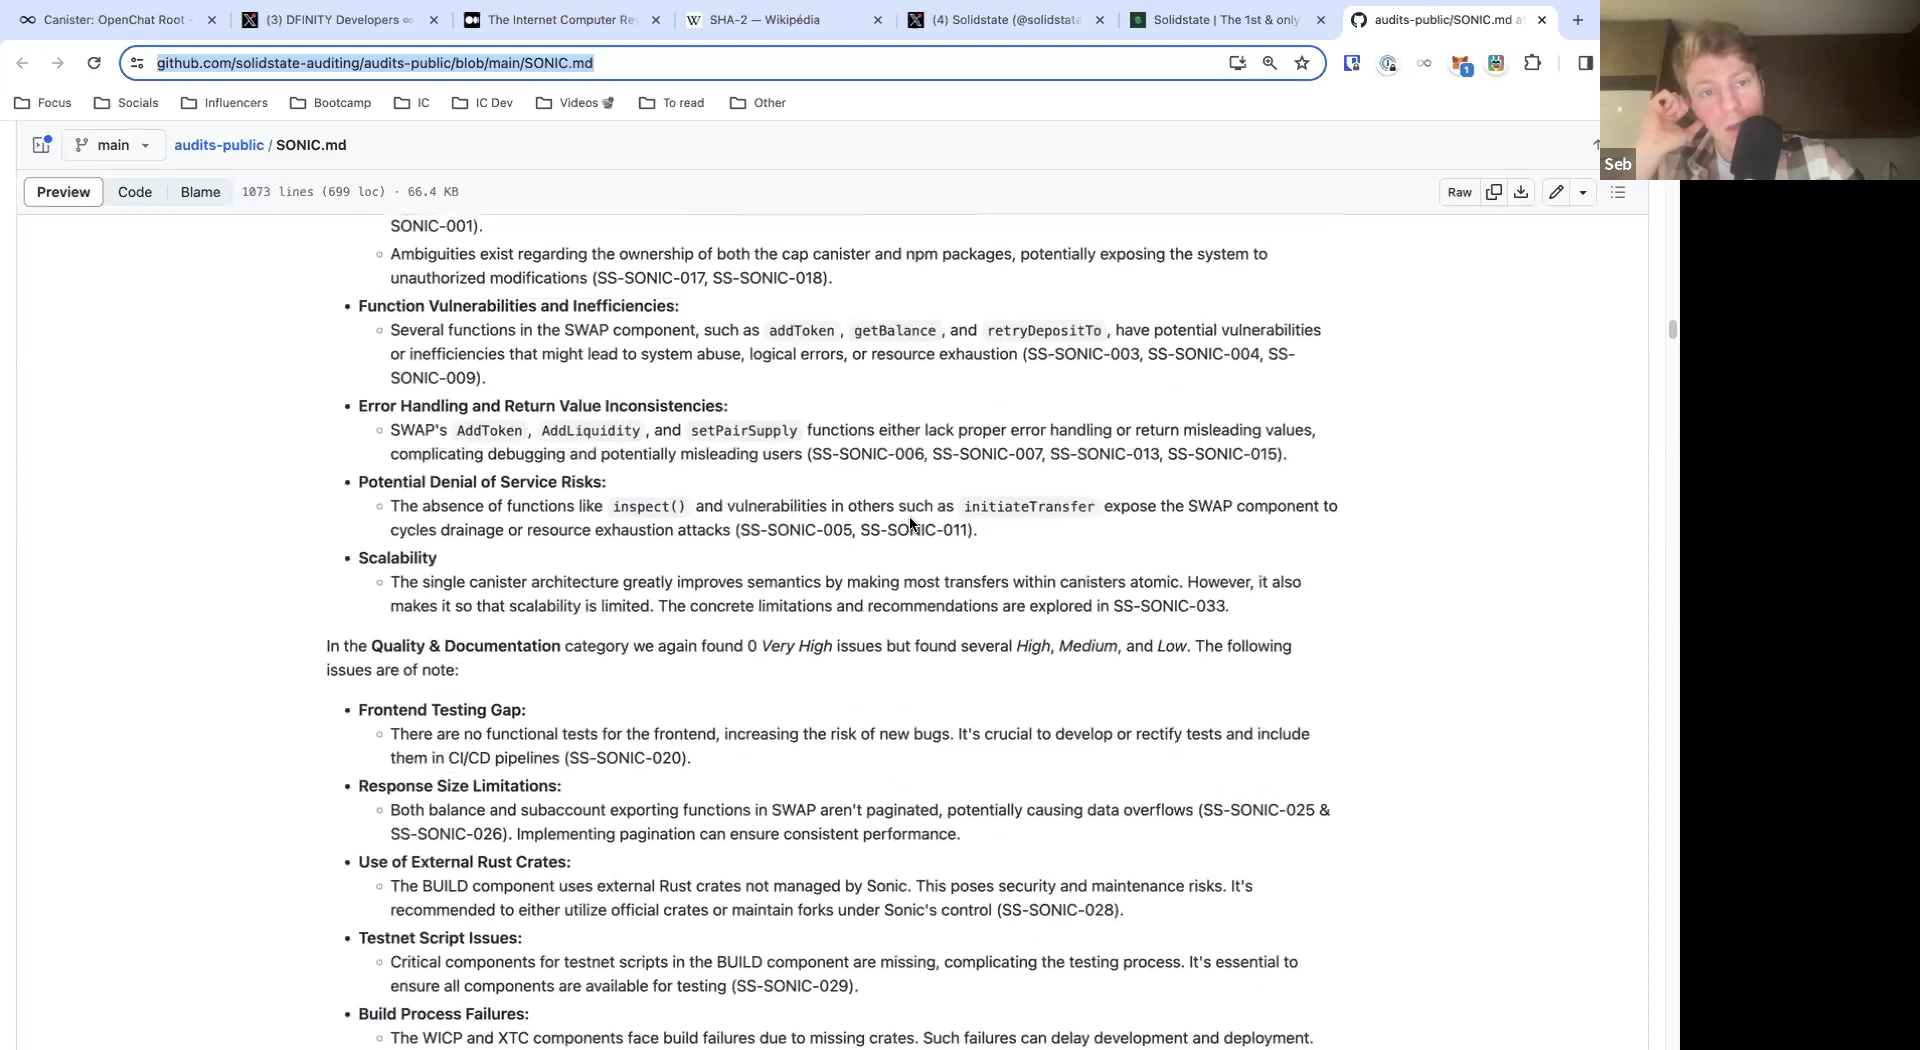 Canister: OpenChat Root -
(3) DFINITY Developers ∞
The Internet Computer Re
SHA-2 — Wikipédia
(4) Solidstate (@solidstate
Solidstate | The 1st & only
audits-public/SONIC.md a
github.com/solidstate-auditing/audits-public/blob/main/SONIC.md
1
Focus
Socials
Influencers
Bootcamp
IC
IC Dev
Videos
To read
Other
Seb
main
audits-public / SONIC.md
Preview
Code
Blame
1073 lines (699 loc) · 66.4 KB
Raw
SONIC-001).
Ambiguities exist regarding the ownership of both the cap canister and npm packages, potentially exposing the system to
unauthorized modifications (SS-SONIC-017, SS-SONIC-018).
Function Vulnerabilities and Inefficiencies:
Several functions in the SWAP component, such as addToken, getBalance, and retryDepositTo, have potential vulnerabilities
or inefficiencies that might lead to system abuse, logical errors, or resource exhaustion (SS-SONIC-003, SS-SONIC-004, SS-
SONIC-009).
Error Handling and Return Value Inconsistencies:
SWAP's AddToken, AddLiquidity, and setPairSupply functions either lack proper error handling or return misleading values,
complicating debugging and potentially misleading users (SS-SONIC-006, SS-SONIC-007, SS-SONIC-013, SS-SONIC-015).
Potential Denial of Service Risks:
The absence of functions like inspect() and vulnerabilities in others such as initiateTransfer expose the SWAP component to
cycles drainage or resource exhaustion attacks (SS-SONIC-005, SS-SONIC-011).
Scalability
The single canister architecture greatly improves semantics by making most transfers within canisters atomic. However, it also
makes it so that scalability is limited. The concrete limitations and recommendations are explored in SS-SONIC-033.
In the Quality & Documentation category we again found 0 Very High issues but found several High, Medium, and Low. The following
issues are of note:
Frontend Testing Gap:
There are no functional tests for the frontend, increasing the risk of new bugs. It's crucial to develop or rectify tests and include
them in CI/CD pipelines (SS-SONIC-020).
Response Size Limitations:
Both balance and subaccount exporting functions in SWAP aren't paginated, potentially causing data overflows (SS-SONIC-025 &
SS-SONIC-026). Implementing pagination can ensure consistent performance.
Use of External Rust Crates:
The BUILD component uses external Rust crates not managed by Sonic. This poses security and maintenance risks. It's
recommended to either utilize official crates or maintain forks under Sonic's control (SS-SONIC-028).
Testnet Script Issues:
Critical components for testnet scripts in the BUILD component are missing, complicating the testing process. It's essential to
ensure all components are available for testing (SS-SONIC-029).
Build Process Failures:
The WICP and XTC components face build failures due to missing crates. Such failures can delay development and deployment.